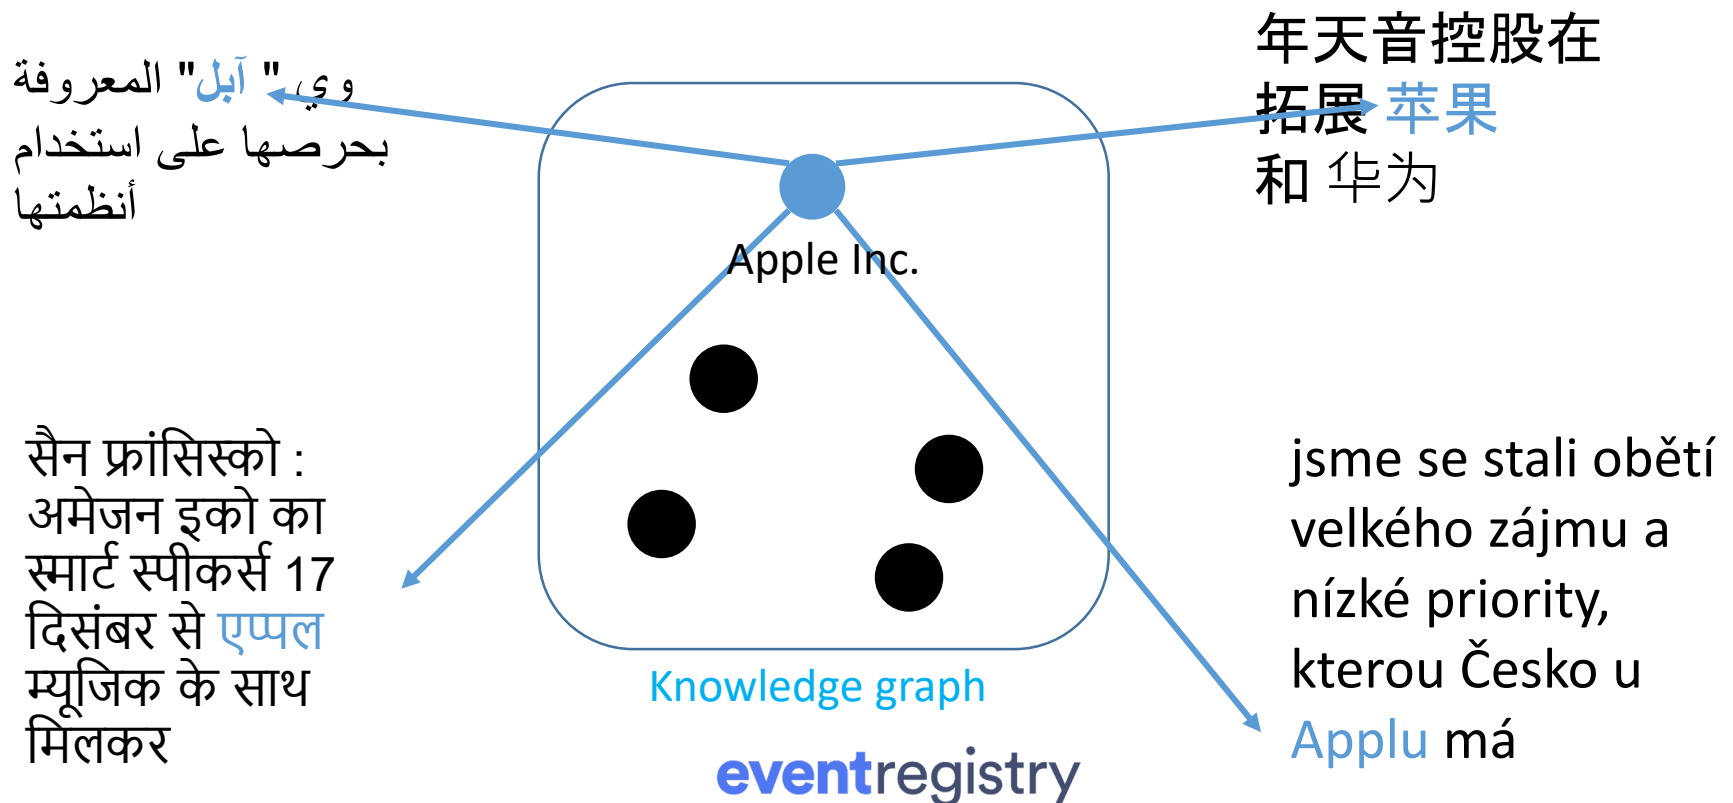 وي " آبل" المعروفة
بحرصها على استخدام
أنظمتها
年天音控股在
拓展 苹果
和 华为
Apple Inc.
सैन फ्रांसिस्को :
अमेजन इको का
स्मार्ट स्पीकर्स 17
दिसंबर से एप्पल
म्यूजिक के साथ
मिलकर
jsme se stali obětí
velkého zájmu a
nízké priority,
kterou Česko u
Applu má
Knowledge graph
eventregistry